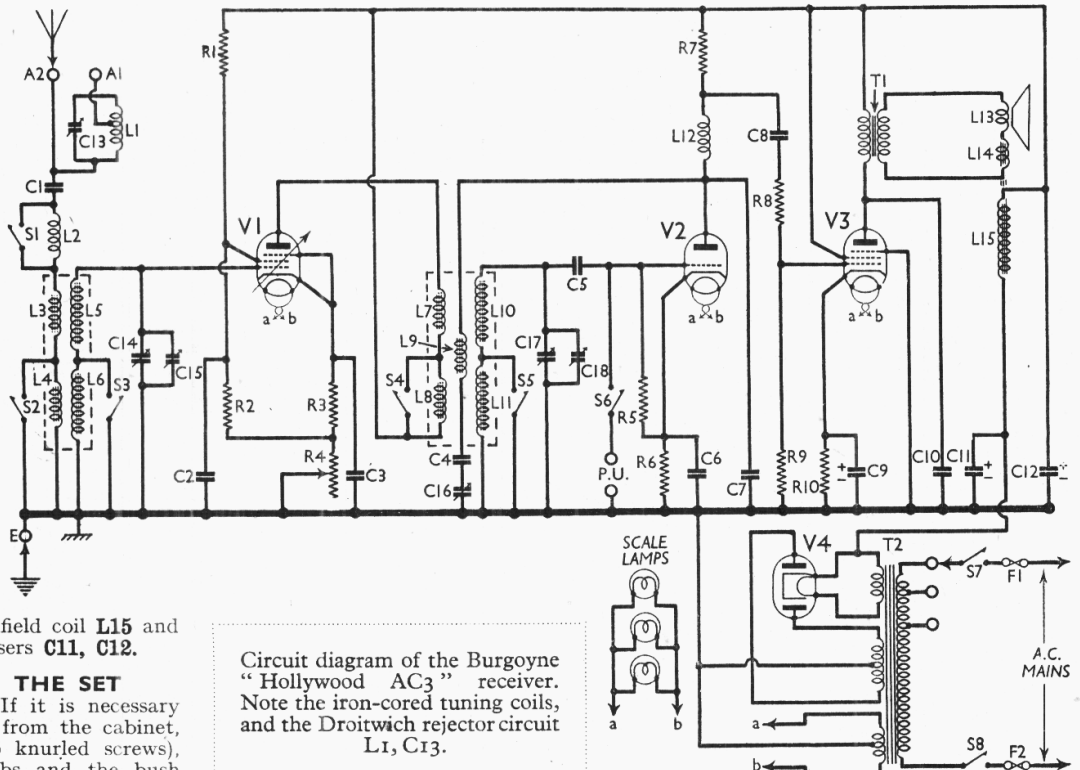 R1
R7
A2
A1
T1
L13
C13
L1
L12
C8
L14
C1
R8
S1
L2
V1
V2
V3
L15
a b
a b
a b
C5
L3
L5
L7
L10
L9
C14
C15
C17
C18
L4
L6
S3
S4
L8
S5
L11
S6
R5
S2
R2
R3
R4
C4
P.U.
R6
C6
R9
C9
C10
C11
C12
C2
C3
C16
C7
R10
+
-
+
-
+
-
E
SCALE
LAMPS
V4
T2
S7
F1
A.C.
MAINS
a
b
a
b
S8
F2
field coil L15 and
sers C11, C12.
THE SET
If it is necessary
from the cabinet,
knurled screws),
bs and the bush
Circuit diagram of the Burgoyne
“Hollywood AC3” receiver.
Note the iron-cored tuning coils,
and the Droitwich rejector circuit
L1, C13.